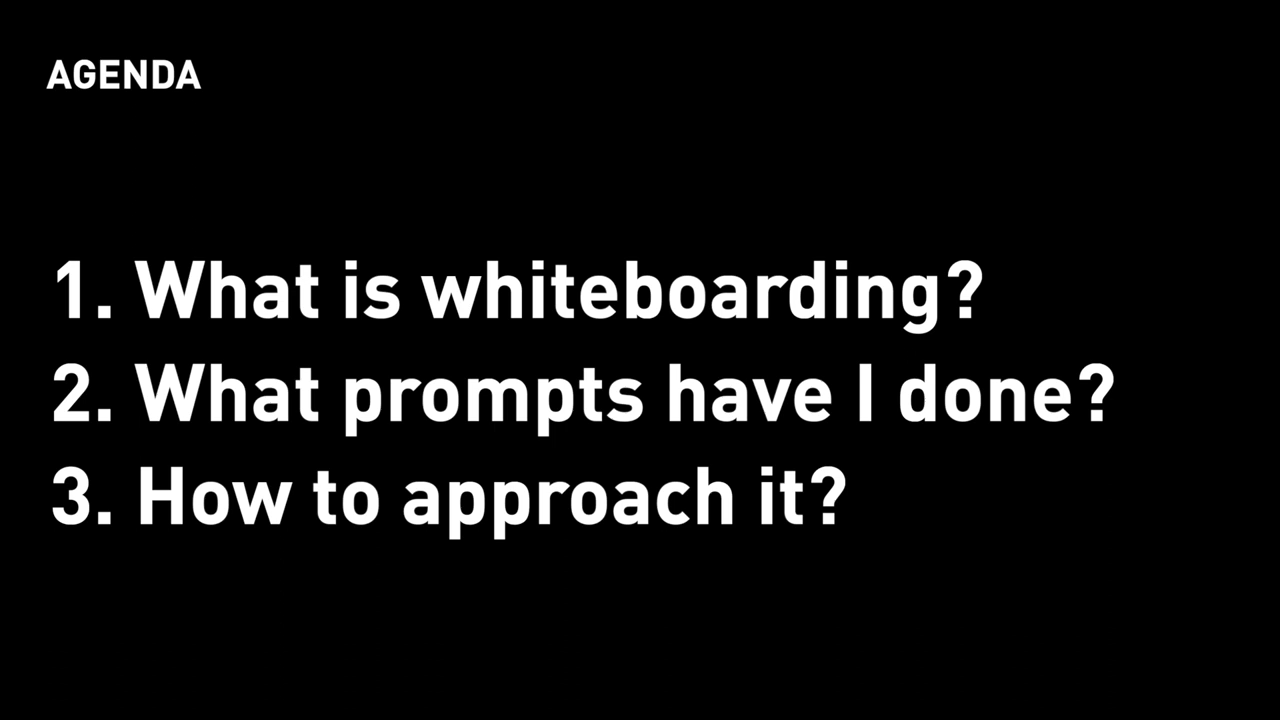 AGENDA
1. What is whiteboarding?
2. What prompts have I done?
3. How to approach it?